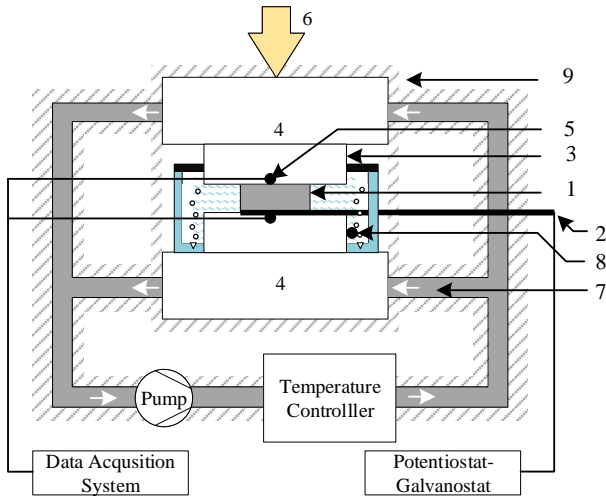 6
9
4
5
3
1
2
8
4
7
Pump
Temperature
Controlller
Data Acqusition
System
Potentiostat-
Galvanostat